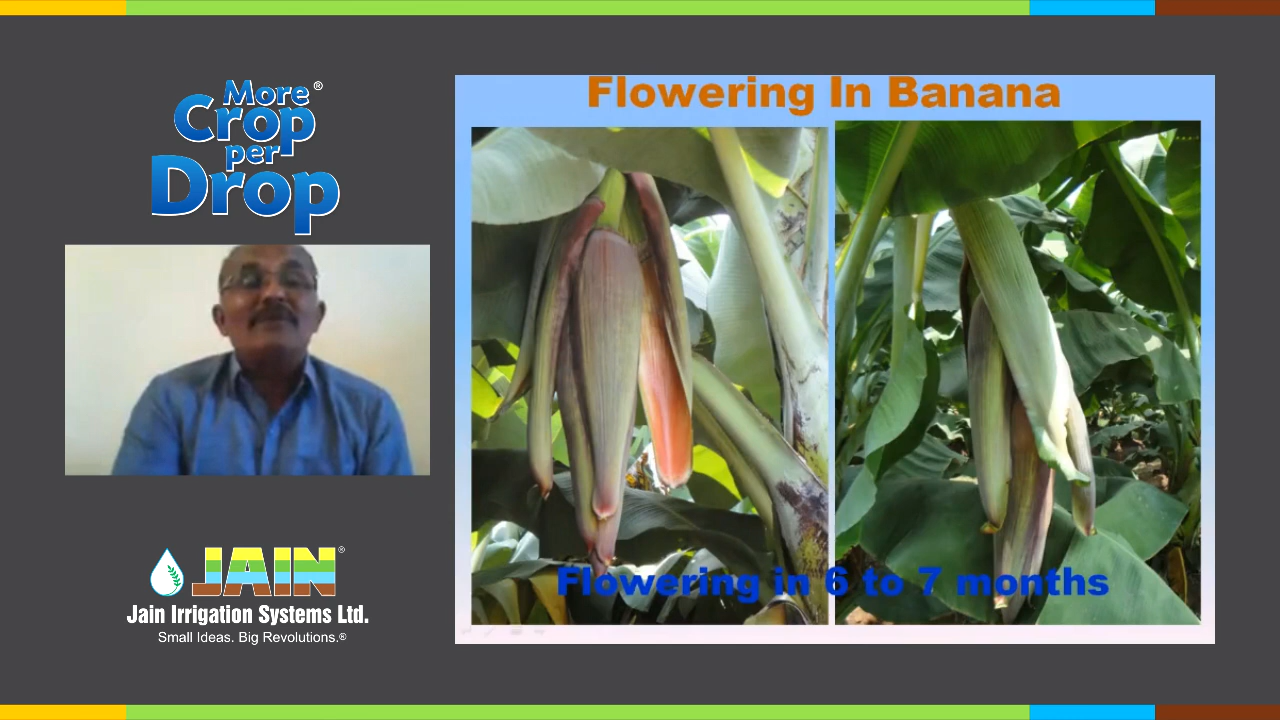 More®
Crop
per
Drop
Flowering In Banana
Flowering in 6 to 7 months
JAIN®
Jain Irrigation Systems Ltd.
Small Ideas. Big Revolutions.®